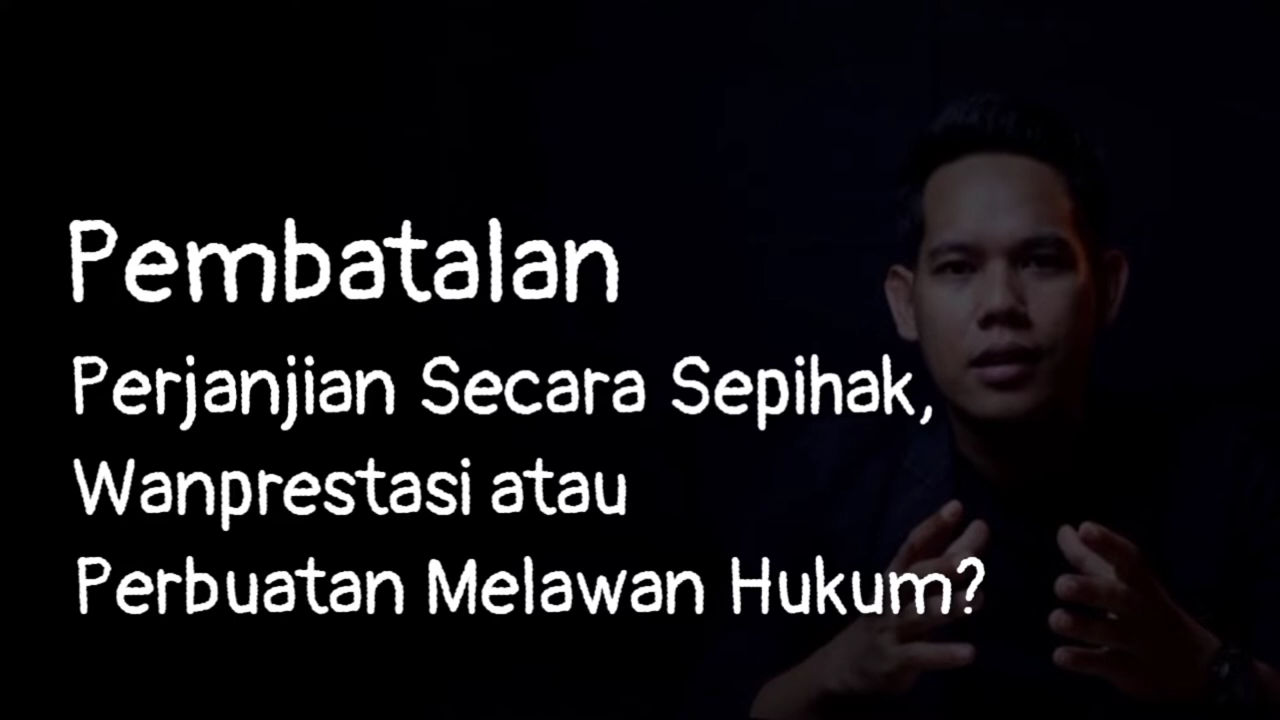 Pembatalan
Perjanjian Secara Sepihak,
Wanprestasi atau
Perbuatan Melawan Hukum?